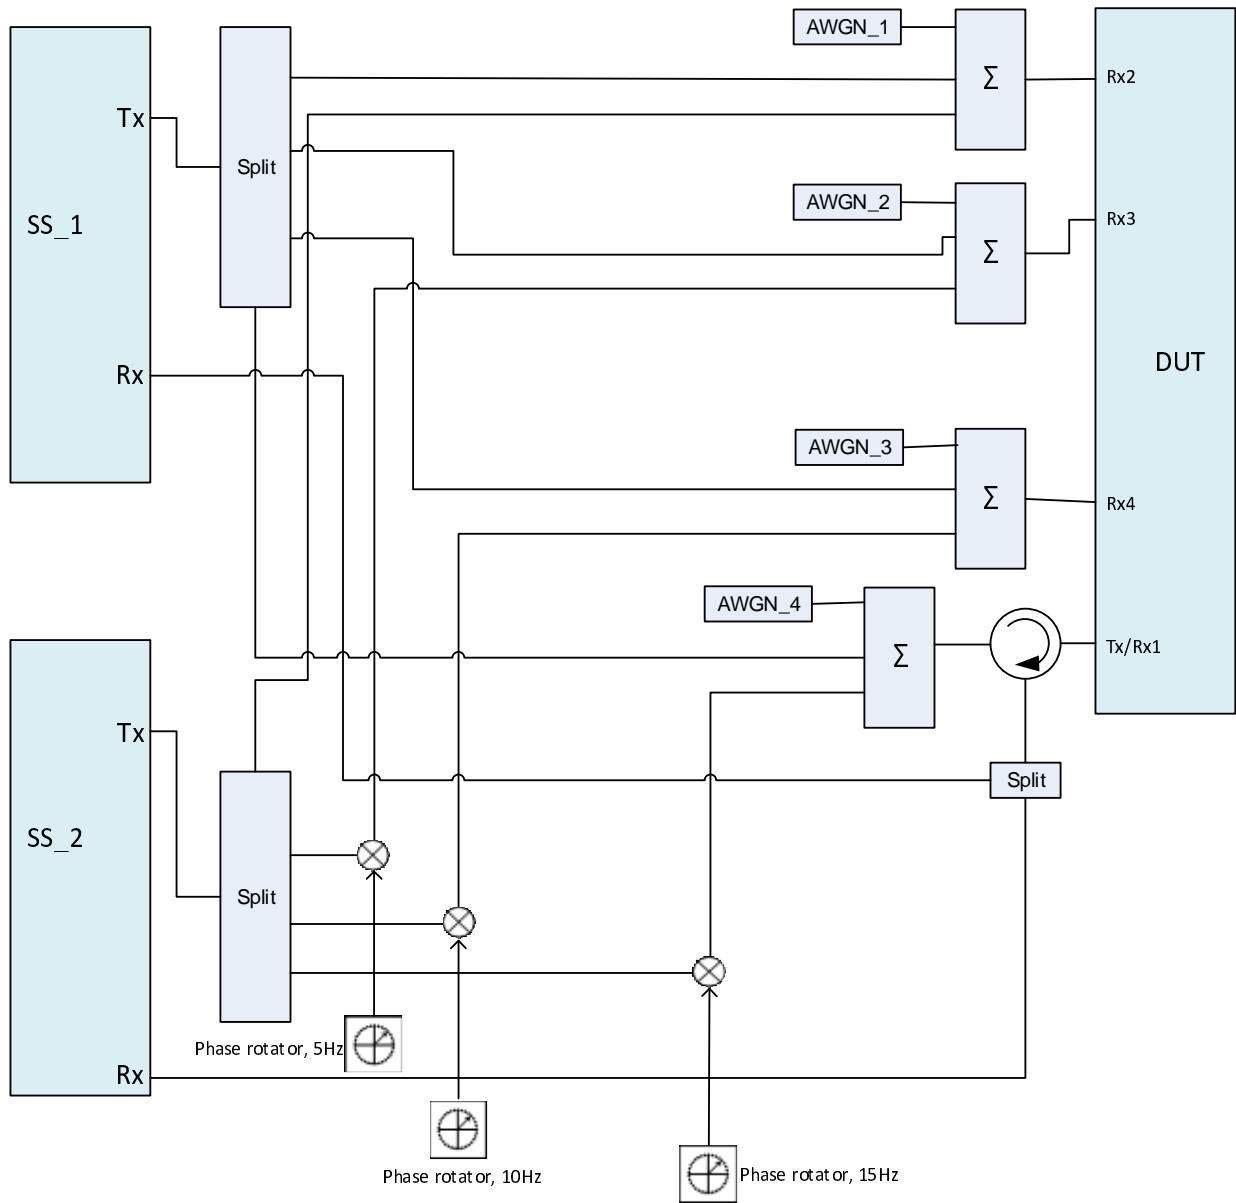 AWGN_1
Σ
Rx2
Tx
Split
AWGN_2
Σ
Rx3
SS_1
Rx
DUT
AWGN_3
Σ
Rx4
AWGN_4
Σ
Tx/Rx1
Tx
Split
SS_2
Split
Phase rotator, 5Hz
Rx
Phase rotator, 10Hz
Phase rotator, 15Hz